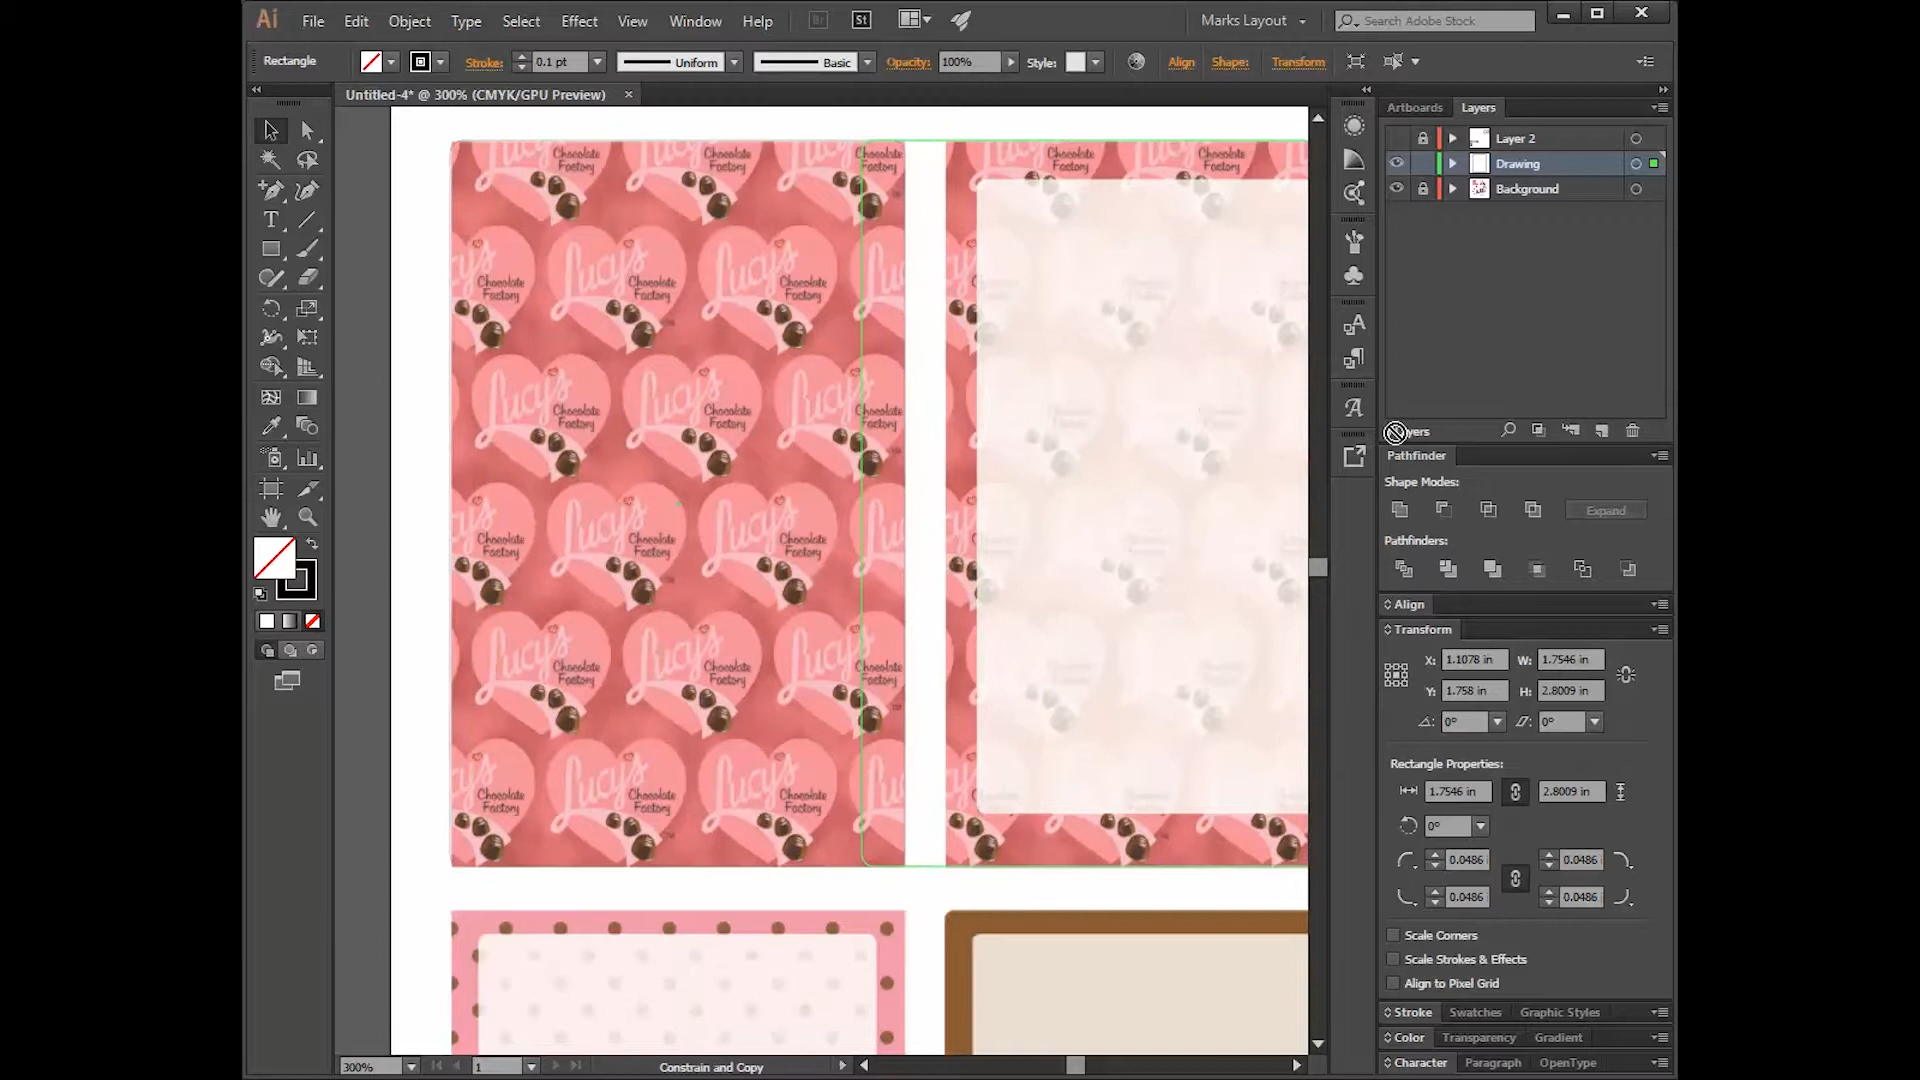 Ai File Edit Object Type Select Effect View Window Help Br St Marks Layout Search Adobe Stock
Rectangle Stroke: 0.1 pt Uniform Basic Opacity: 100% Style: Align Shape: Transform
Untitled-4* @ 300% (CMYK/GPU Preview)
Artboards Layers
Layer 2
Drawing
Background
Pathfinder
Shape Modes:
Expand
Pathfinders:
Align
Transform
X: 1.1078 in W: 1.7546 in
Y: 1.758 in H: 2.8009 in
0° 0°
Rectangle Properties:
1.7546 in 2.8009 in
0°
0.0486 0.0486
0.0486 0.0486
Scale Corners
Scale Strokes & Effects
Align to Pixel Grid
Stroke Swatches Graphic Styles
Color Transparency Gradient
Character Paragraph OpenType
Lucy's
Chocolate
Factory
300% 1 Constrain and Copy